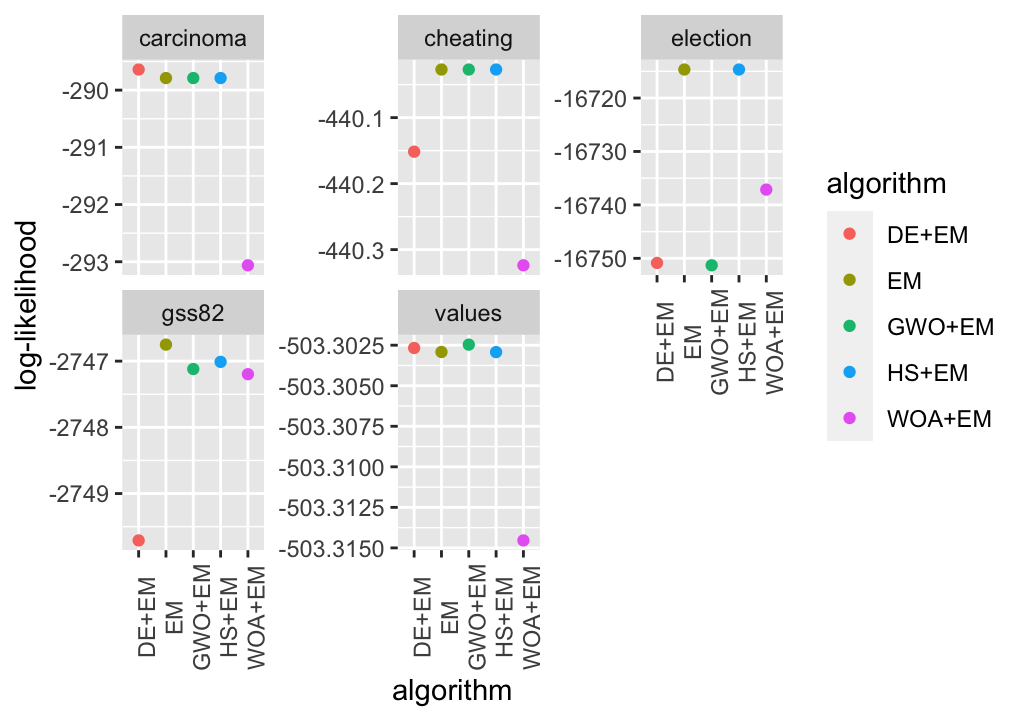 carcinoma
cheating
election
-290
-291
-292
-293
-440.1
-440.2
-440.3
-16720
-16730
-16740
-16750
DE+EM
EM
GWO+EM
HS+EM
WOA+EM
gss82
values
-2747
-2748
-2749
-503.3025
-503.3050
-503.3075
-503.3100
-503.3125
-503.3150
DE+EM
EM
GWO+EM
HS+EM
WOA+EM
DE+EM
EM
GWO+EM
HS+EM
WOA+EM
log-likelihood
algorithm
algorithm
DE+EM
EM
GWO+EM
HS+EM
WOA+EM